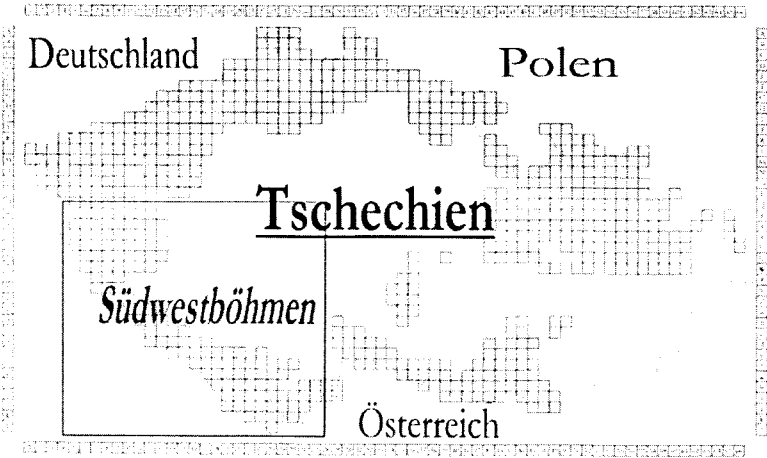 Deutschland
Polen
Tschechien
Südwestböhmen
Österreich